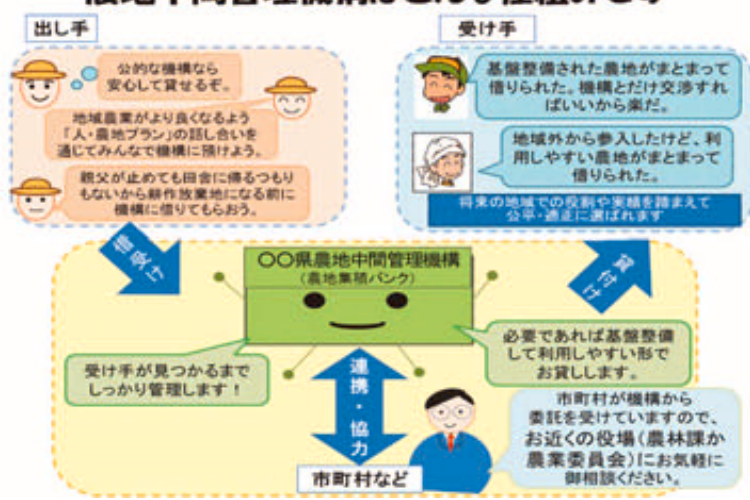 出し手
受け手
公的な機構なら
安心して貸せるぞ。
地域農業がより良くなるよう
「人・農地プラン」の話し合いを
通じてみんなで機構に預けよう。
親父が止めても田舎に帰るつもり
もないから耕作放棄地になる前に
機構に借りてもらおう。
基盤整備された農地がまとまって
借りられた。機構とだけ交渉すれ
ばいいから楽だ。
地域外から参入したけど、利
用しやすい農地がまとまって
借りられた。
将来の地域での役割や実績を踏まえて
公平・適正に選ばれます
借受け
貸付け
〇〇県農地中間管理機構
(農地集積バンク)
受け手が見つかるまで
しっかり管理します！
必要であれば基盤整備
して利用しやすい形で
お貸しします。
連携・協力
市町村など
市町村が機構から
委託を受けていますので、
お近くの役場(農林課か
農業委員会)にお気軽に
御相談ください。